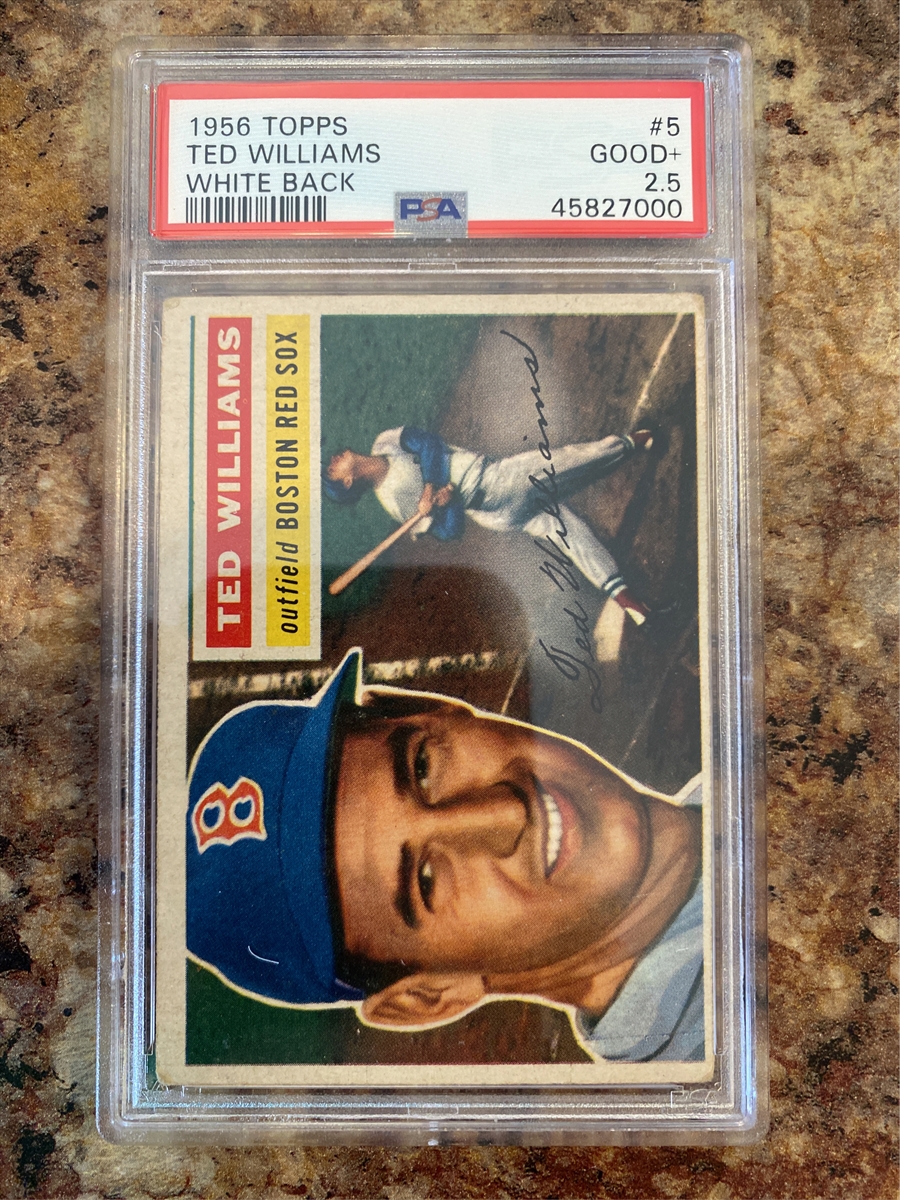 1956 TOPPS #5
TED WILLIAMS GOOD+
WHITE BACK 2.5
PSA 45827000
TED WILLIAMS
outfield BOSTON RED SOX
Ted Williams
B
PSA